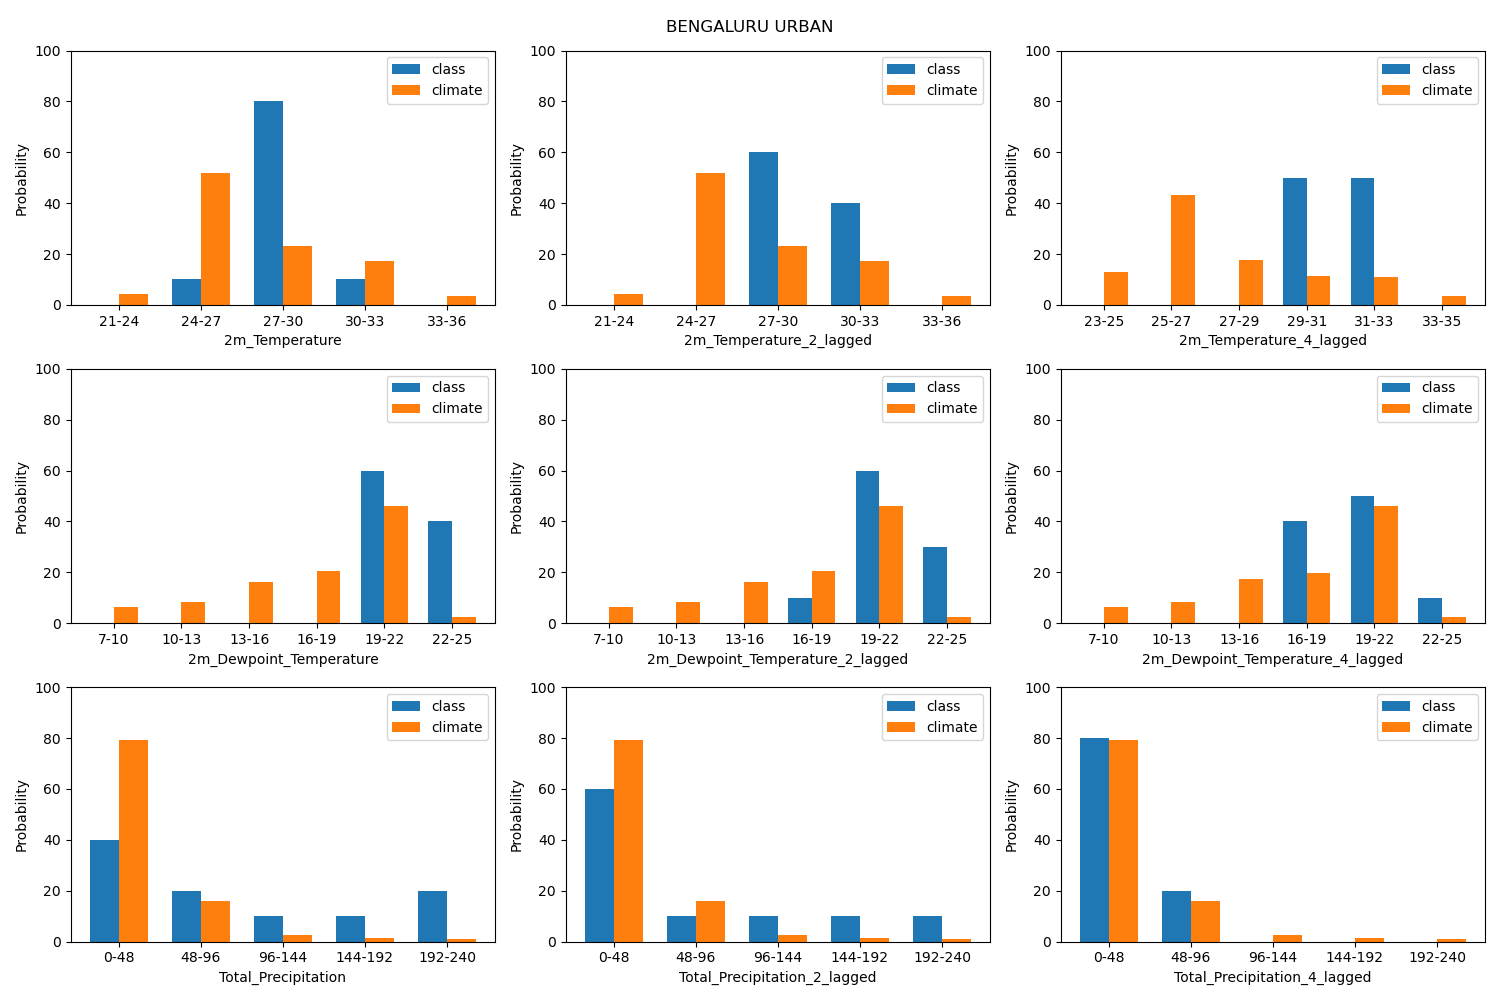 BENGALURU URBAN
100
80
60
40
20
0
Probability
class
climate
21-24 24-27 27-30 30-33 33-36
2m_Temperature
100
80
60
40
20
0
Probability
class
climate
21-24 24-27 27-30 30-33 33-36
2m_Temperature_2_lagged
100
80
60
40
20
0
Probability
class
climate
23-25 25-27 27-29 29-31 31-33 33-35
2m_Temperature_4_lagged
100
80
60
40
20
0
Probability
class
climate
7-10 10-13 13-16 16-19 19-22 22-25
2m_Dewpoint_Temperature
100
80
60
40
20
0
Probability
class
climate
7-10 10-13 13-16 16-19 19-22 22-25
2m_Dewpoint_Temperature_2_lagged
100
80
60
40
20
0
Probability
class
climate
7-10 10-13 13-16 16-19 19-22 22-25
2m_Dewpoint_Temperature_4_lagged
100
80
60
40
20
0
Probability
class
climate
0-48 48-96 96-144 144-192 192-240
Total_Precipitation
100
80
60
40
20
0
Probability
class
climate
0-48 48-96 96-144 144-192 192-240
Total_Precipitation_2_lagged
100
80
60
40
20
0
Probability
class
climate
0-48 48-96 96-144 144-192 192-240
Total_Precipitation_4_lagged